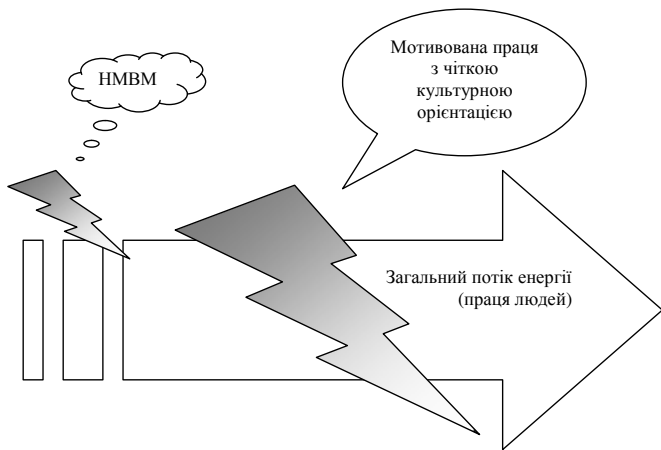 НМВМ
Мотивована праця
з чіткою
культурною
орієнтацією
Загальний потік енергії
(праця людей)